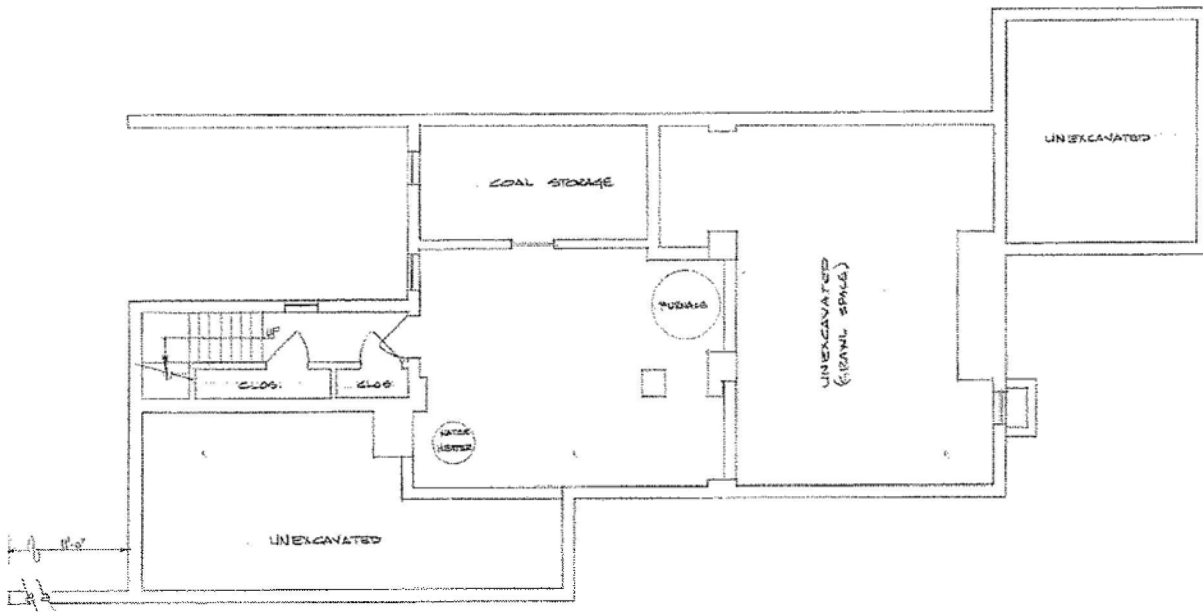 UNEXCAVATED
COAL STORAGE
FURNACE
UNEXCAVATED
(CRAWL SPACE)
UP
CLOS.
CLOS.
WATER
HEATER
UNEXCAVATED